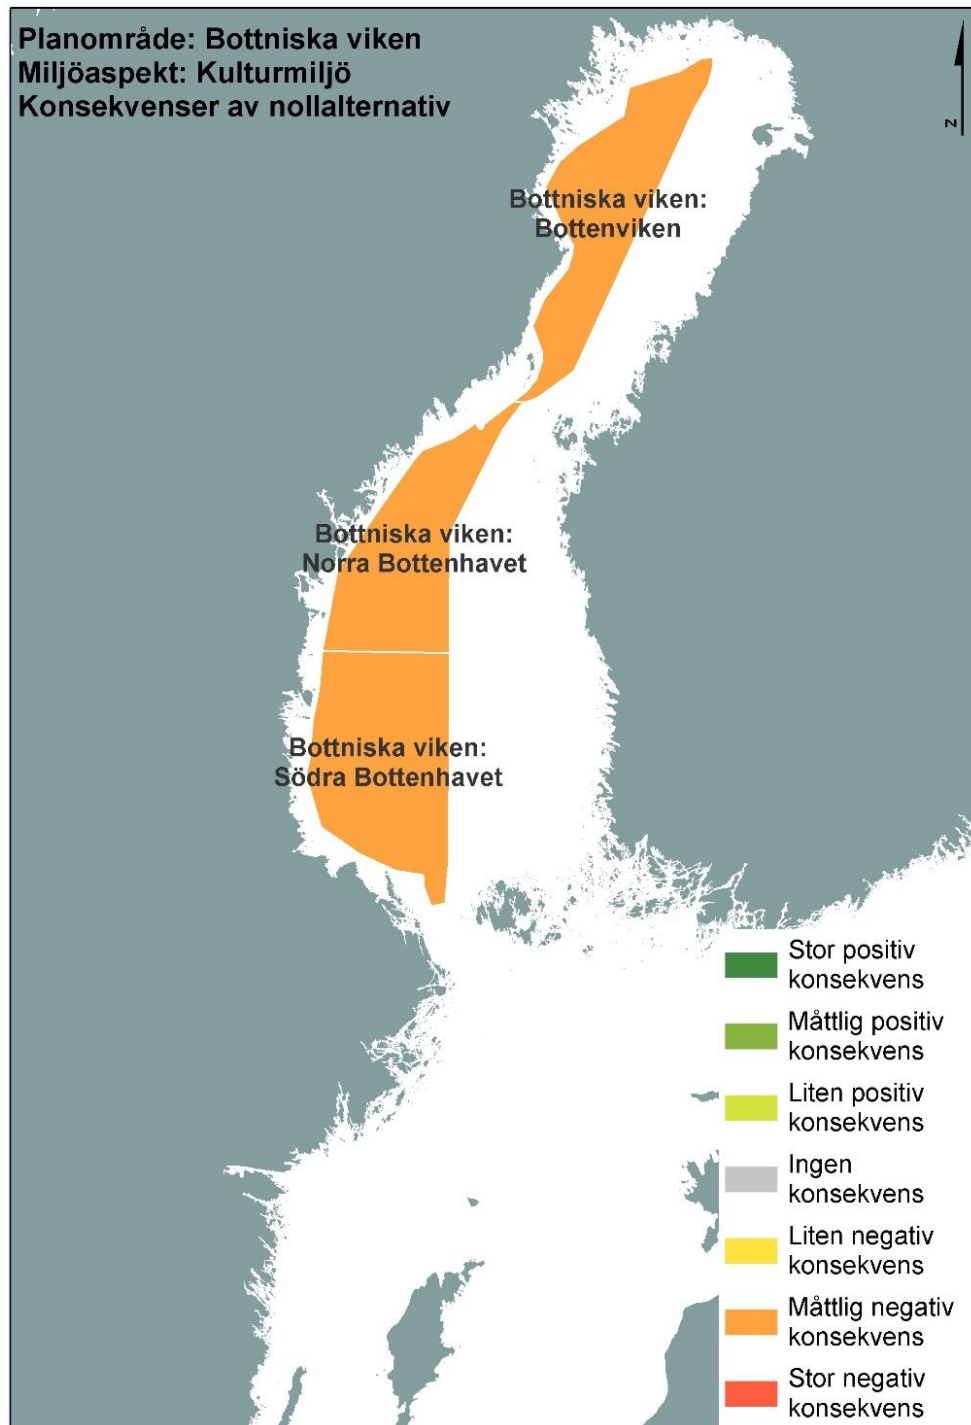 Planområde: Bottniska viken
Miljöaspekt: Kulturmiljö
Konsekvenser av nollalternativ
N
Bottniska viken:
Bottenviken
Bottniska viken:
Norra Bottenhavet
Bottniska viken:
Södra Bottenhavet
Stor positiv
konsekvens
Måttlig positiv
konsekvens
Liten positiv
konsekvens
Ingen
konsekvens
Liten negativ
konsekvens
Måttlig negativ
konsekvens
Stor negativ
konsekvens